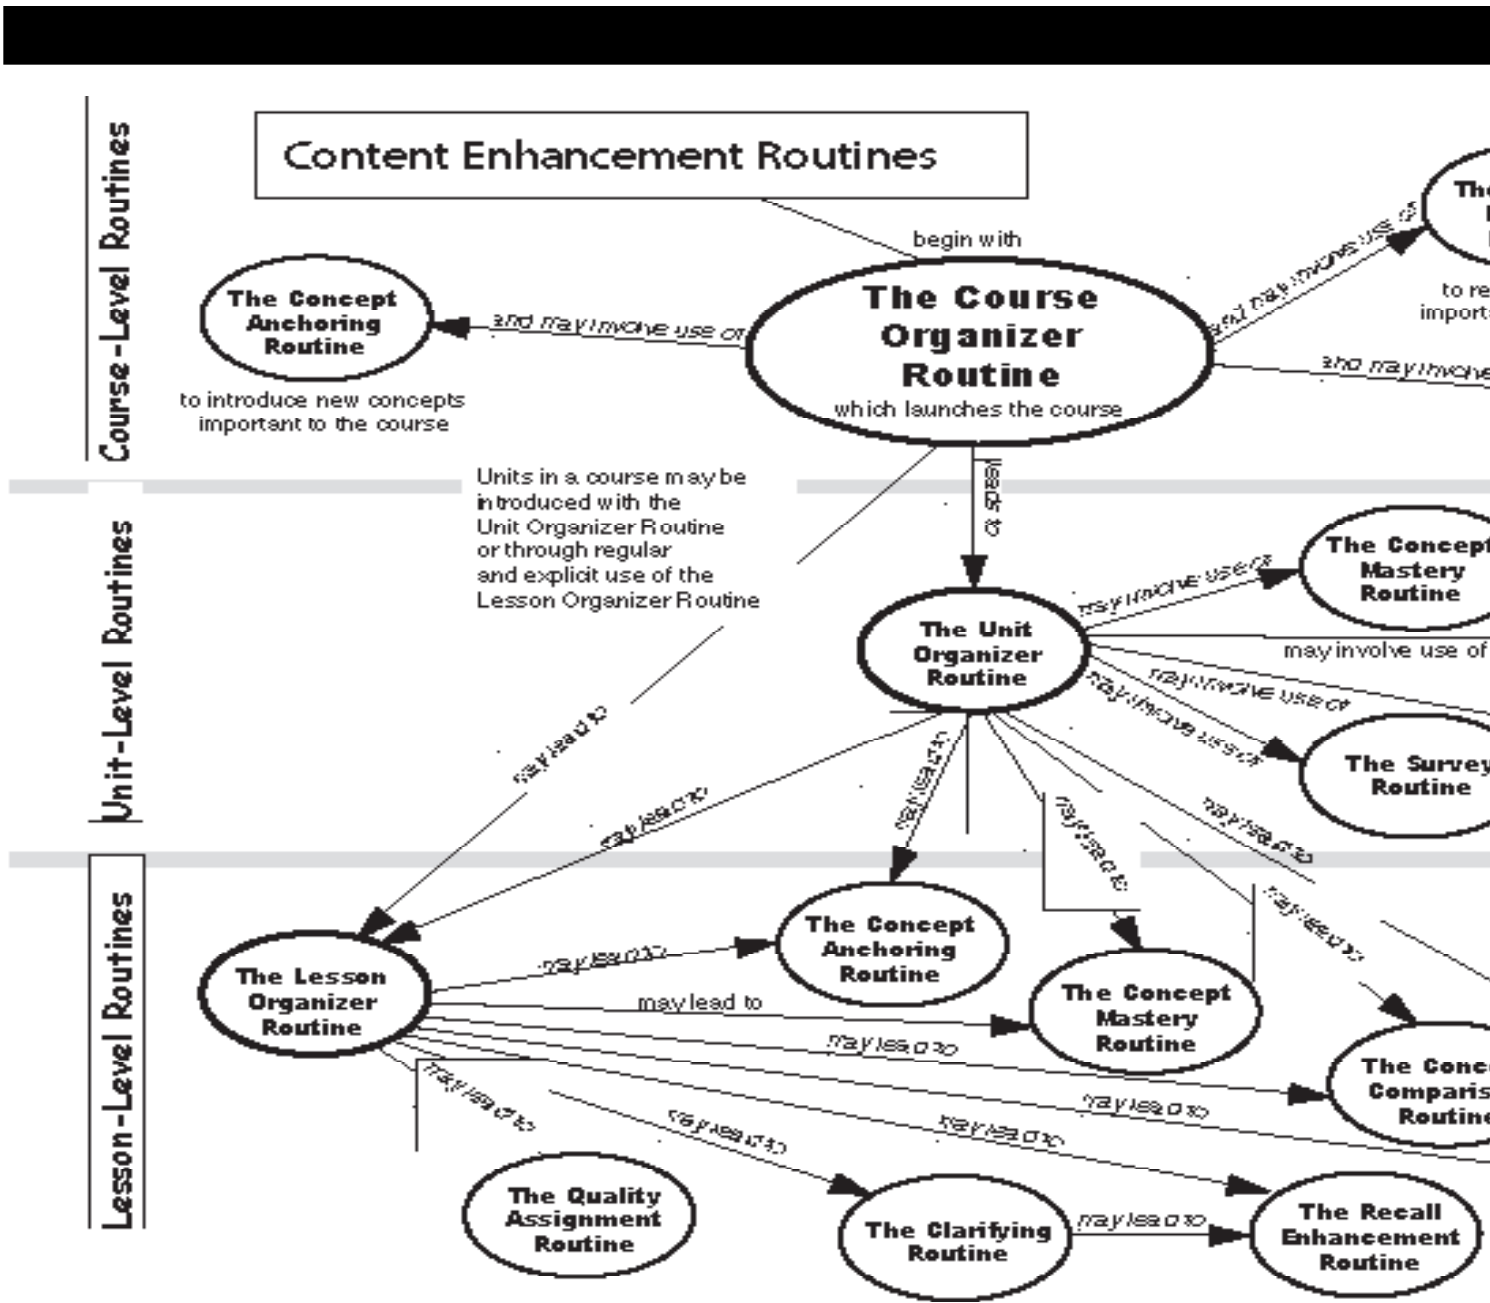 Content Enhancement Routines
Course-Level Routines
begin with
The Course
Organizer
Routine
which launches the course
and may involve use of
The Concept
Anchoring
Routine
to introduce new concepts
important to the course
and may involve use of
The
to re
import
and may involve
leads to
Units in a course may be
introduced with the
Unit Organizer Routine
or through regular
and explicit use of the
Lesson Organizer Routine
Unit-Level Routines
The Unit
Organizer
Routine
may involve use of
The Concept
Mastery
Routine
may involve use of
may involve use of
may involve use of
The Survey
Routine
may lead to
may lead to
may lead to
may lead to
may lead to
may lead to
Lesson-Level Routines
The Lesson
Organizer
Routine
may lead to
The Concept
Anchoring
Routine
may lead to
The Concept
Mastery
Routine
may lead to
The Conce
Comparis
Routine
may lead to
may lead to
may lead to
may lead to
The Quality
Assignment
Routine
The Clarifying
Routine
may lead to
The Recall
Enhancement
Routine